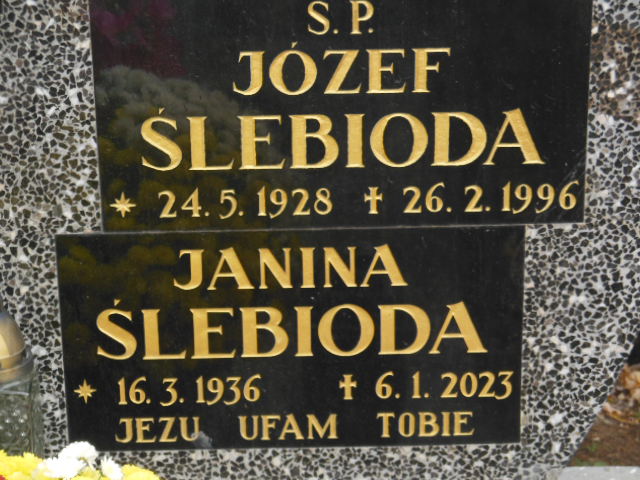 Ś.P.
JÓZEF
ŚLEBIODA
* 24.5.1928 † 26.2.1996
JANINA
ŚLEBIODA
* 16.3.1936 † 6.1.2023
JEZU UFAM TOBIE